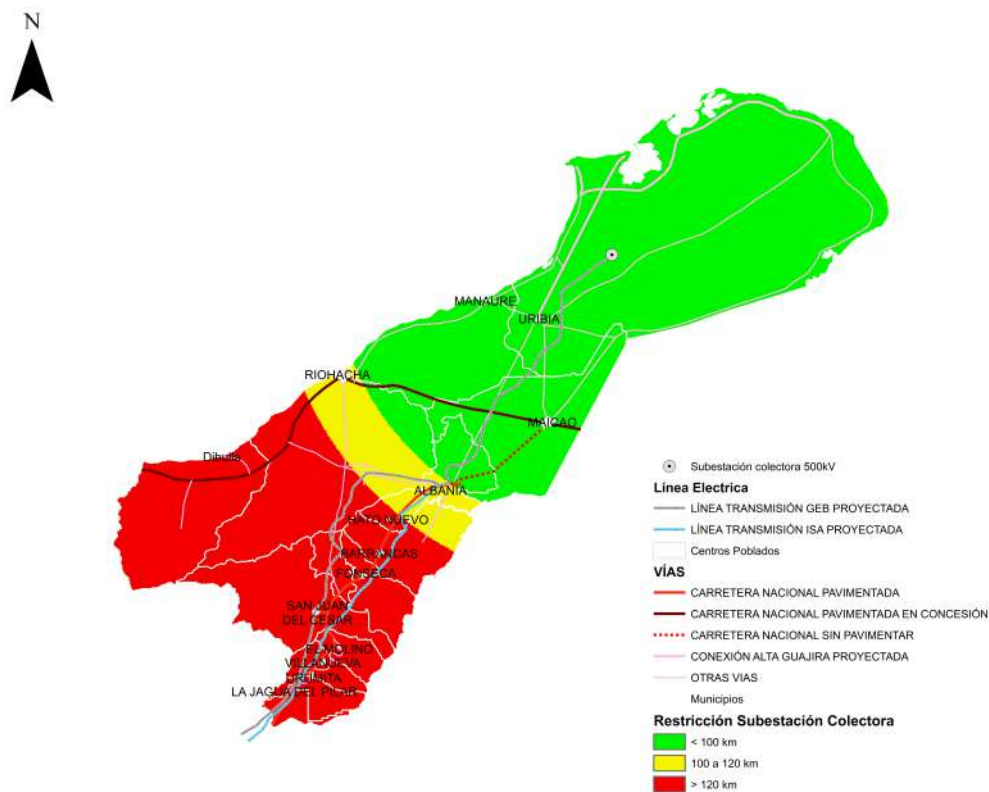 N
MANAURE
URIBIA
RIOHACHA
MAICAO
Dibulla
ALBANIA
HATO NUEVO
BARRANCAS
FONSECA
SAN JUAN
DEL CESAR
EL MOLINO
VILLANUEVA
URUMITA
LA JAGUA DEL PILAR
Subestación colectora 500kV
Línea Electrica
LÍNEA TRANSMISIÓN GEB PROYECTADA
LÍNEA TRANSMISIÓN ISA PROYECTADA
Centros Poblados
VÍAS
CARRETERA NACIONAL PAVIMENTADA
CARRETERA NACIONAL PAVIMENTADA EN CONCESIÓN
CARRETERA NACIONAL SIN PAVIMENTAR
CONEXIÓN ALTA GUAJIRA PROYECTADA
OTRAS VIAS
Municipios
Restricción Subestación Colectora
< 100 km
100 a 120 km
> 120 km